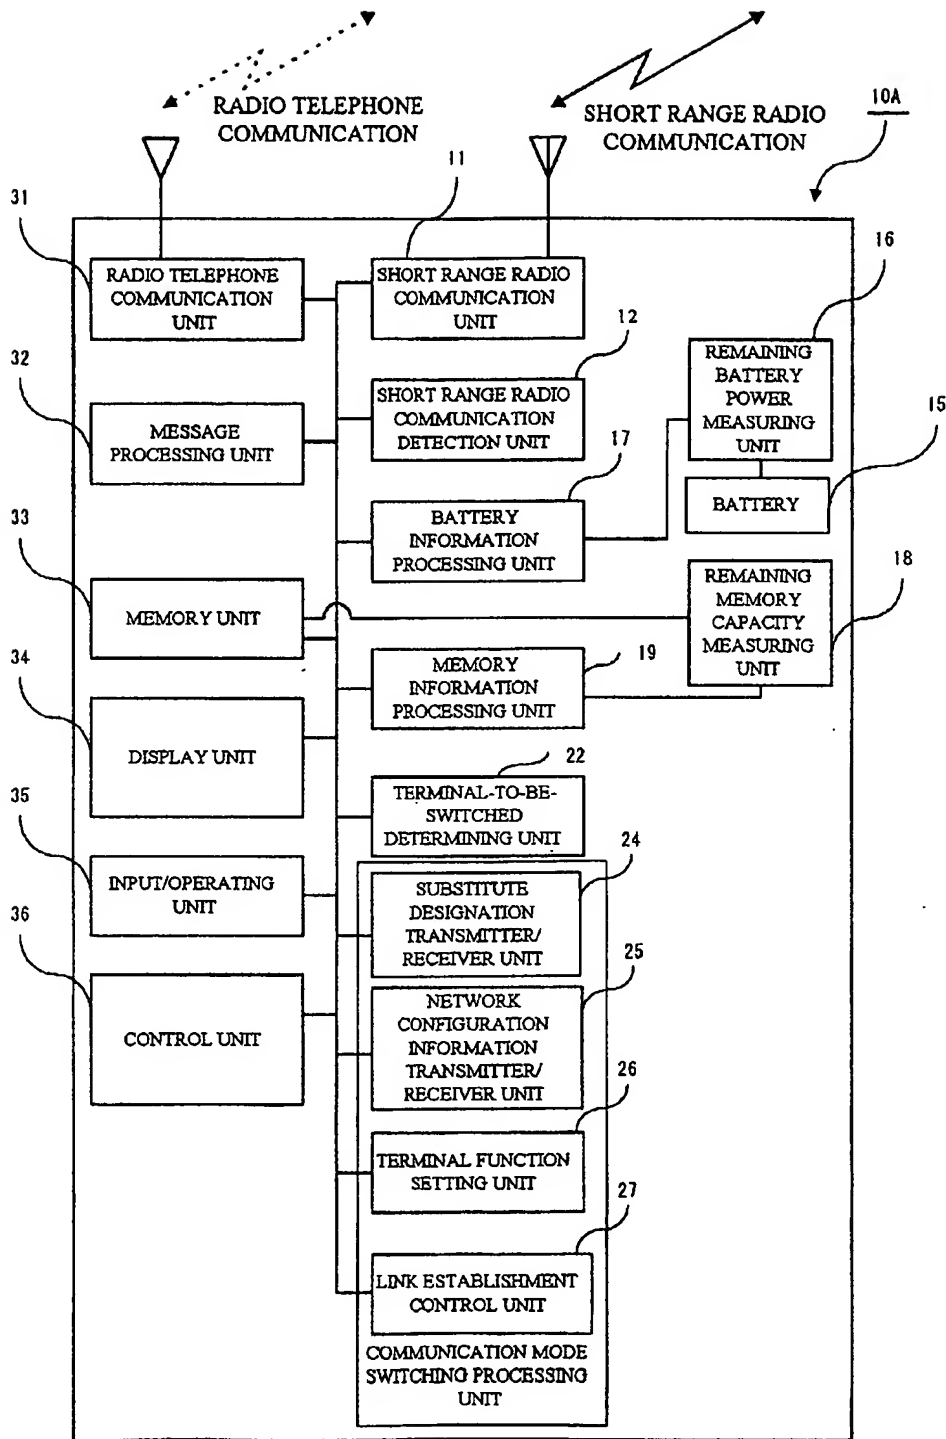 RADIO TELEPHONE
COMMUNICATION
SHORT RANGE RADIO
COMMUNICATION
10A
11
31
RADIO TELEPHONE
COMMUNICATION
UNIT
SHORT RANGE RADIO
COMMUNICATION
UNIT
16
12
32
MESSAGE
PROCESSING UNIT
SHORT RANGE RADIO
COMMUNICATION
DETECTION UNIT
REMAINING
BATTERY
POWER
MEASURING
UNIT
15
17
BATTERY
33
BATTERY
INFORMATION
PROCESSING UNIT
18
MEMORY UNIT
REMAINING
MEMORY
CAPACITY
MEASURING
UNIT
34
19
MEMORY
INFORMATION
PROCESSING UNIT
DISPLAY UNIT
22
TERMINAL-TO-BE-
SWITCHED
DETERMINING UNIT
35
INPUT/OPERATING
UNIT
24
SUBSTITUTE
DESIGNATION
TRANSMITTER/
RECEIVER UNIT
36
CONTROL UNIT
25
NETWORK
CONFIGURATION
INFORMATION
TRANSMITTER/
RECEIVER UNIT
26
TERMINAL FUNCTION
SETTING UNIT
27
LINK ESTABLISHMENT
CONTROL UNIT
COMMUNICATION MODE
SWITCHING PROCESSING
UNIT